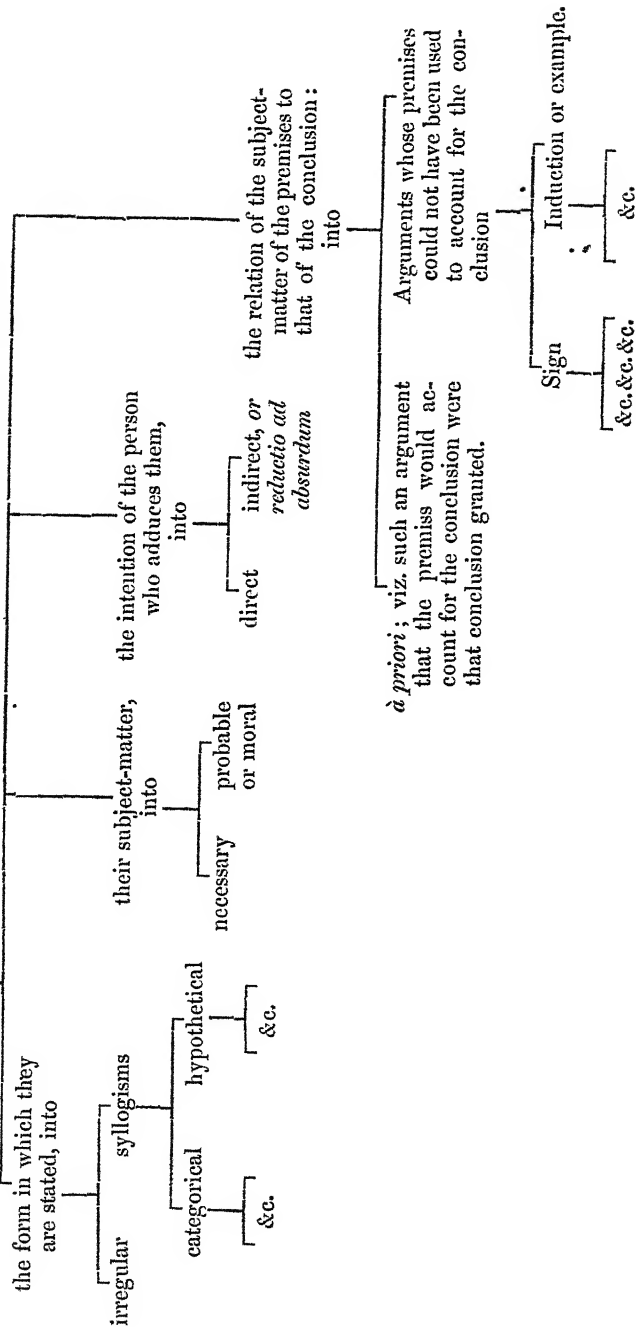 the form in which they
are stated, into
irregular
syllogisms
categorical
hypothetical
&c.
&c.
their subject-matter,
into
necessary
probable
or moral
the intention of the person
who adduces them,
into
direct
indirect, or
reductio ad
absurdum
the relation of the subject-
matter of the premises to
that of the conclusion:
into
à priori; viz. such an argument
that the premiss would ac-
count for the conclusion were
that conclusion granted.
Arguments whose premises
could not have been used
to account for the con-
clusion
Sign
Induction or example.
&c. &c. &c.
&c.